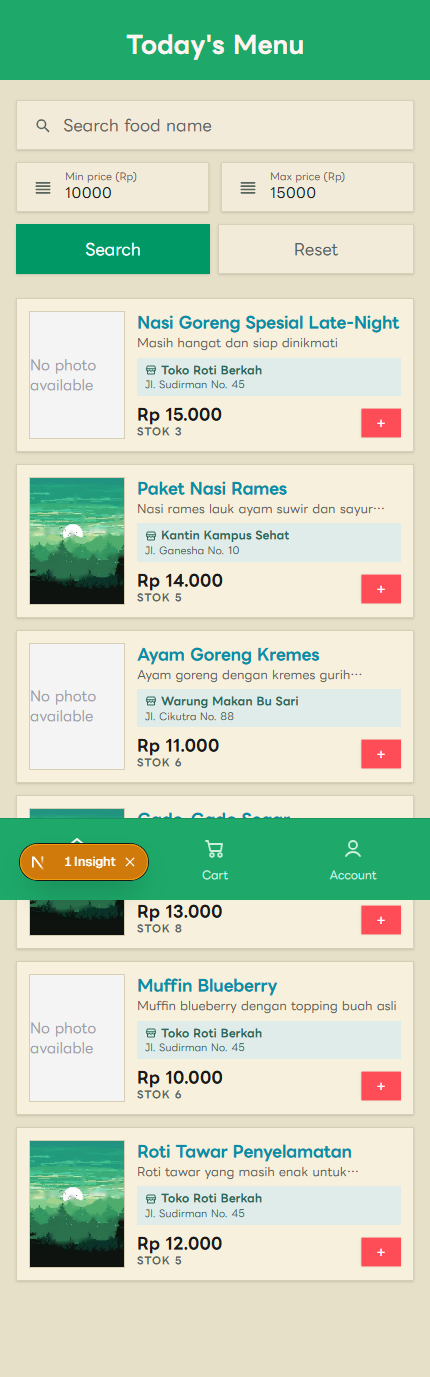 Today's Menu
Search food name
Min price (Rp)
10000
Max price (Rp)
15000
Search
Reset
No photo
available
Nasi Goreng Spesial Late-Night
Masih hangat dan siap dinikmati
Toko Roti Berkah
Jl. Sudirman No. 45
Rp 15.000
STOK 3
+
Paket Nasi Rames
Nasi rames lauk ayam suwir dan sayur...
Kantin Kampus Sehat
Jl. Ganesha No. 10
Rp 14.000
STOK 5
+
No photo
available
Ayam Goreng Kremes
Ayam goreng dengan kremes gurih...
Warung Makan Bu Sari
Jl. Cikutra No. 88
Rp 11.000
STOK 6
+
N
1 Insight
Cart
Account
Rp 13.000
STOK 8
+
No photo
available
Muffin Blueberry
Muffin blueberry dengan topping buah asli
Toko Roti Berkah
Jl. Sudirman No. 45
Rp 10.000
STOK 6
+
Roti Tawar Penyelamatan
Roti tawar yang masih enak untuk...
Toko Roti Berkah
Jl. Sudirman No. 45
Rp 12.000
STOK 5
+